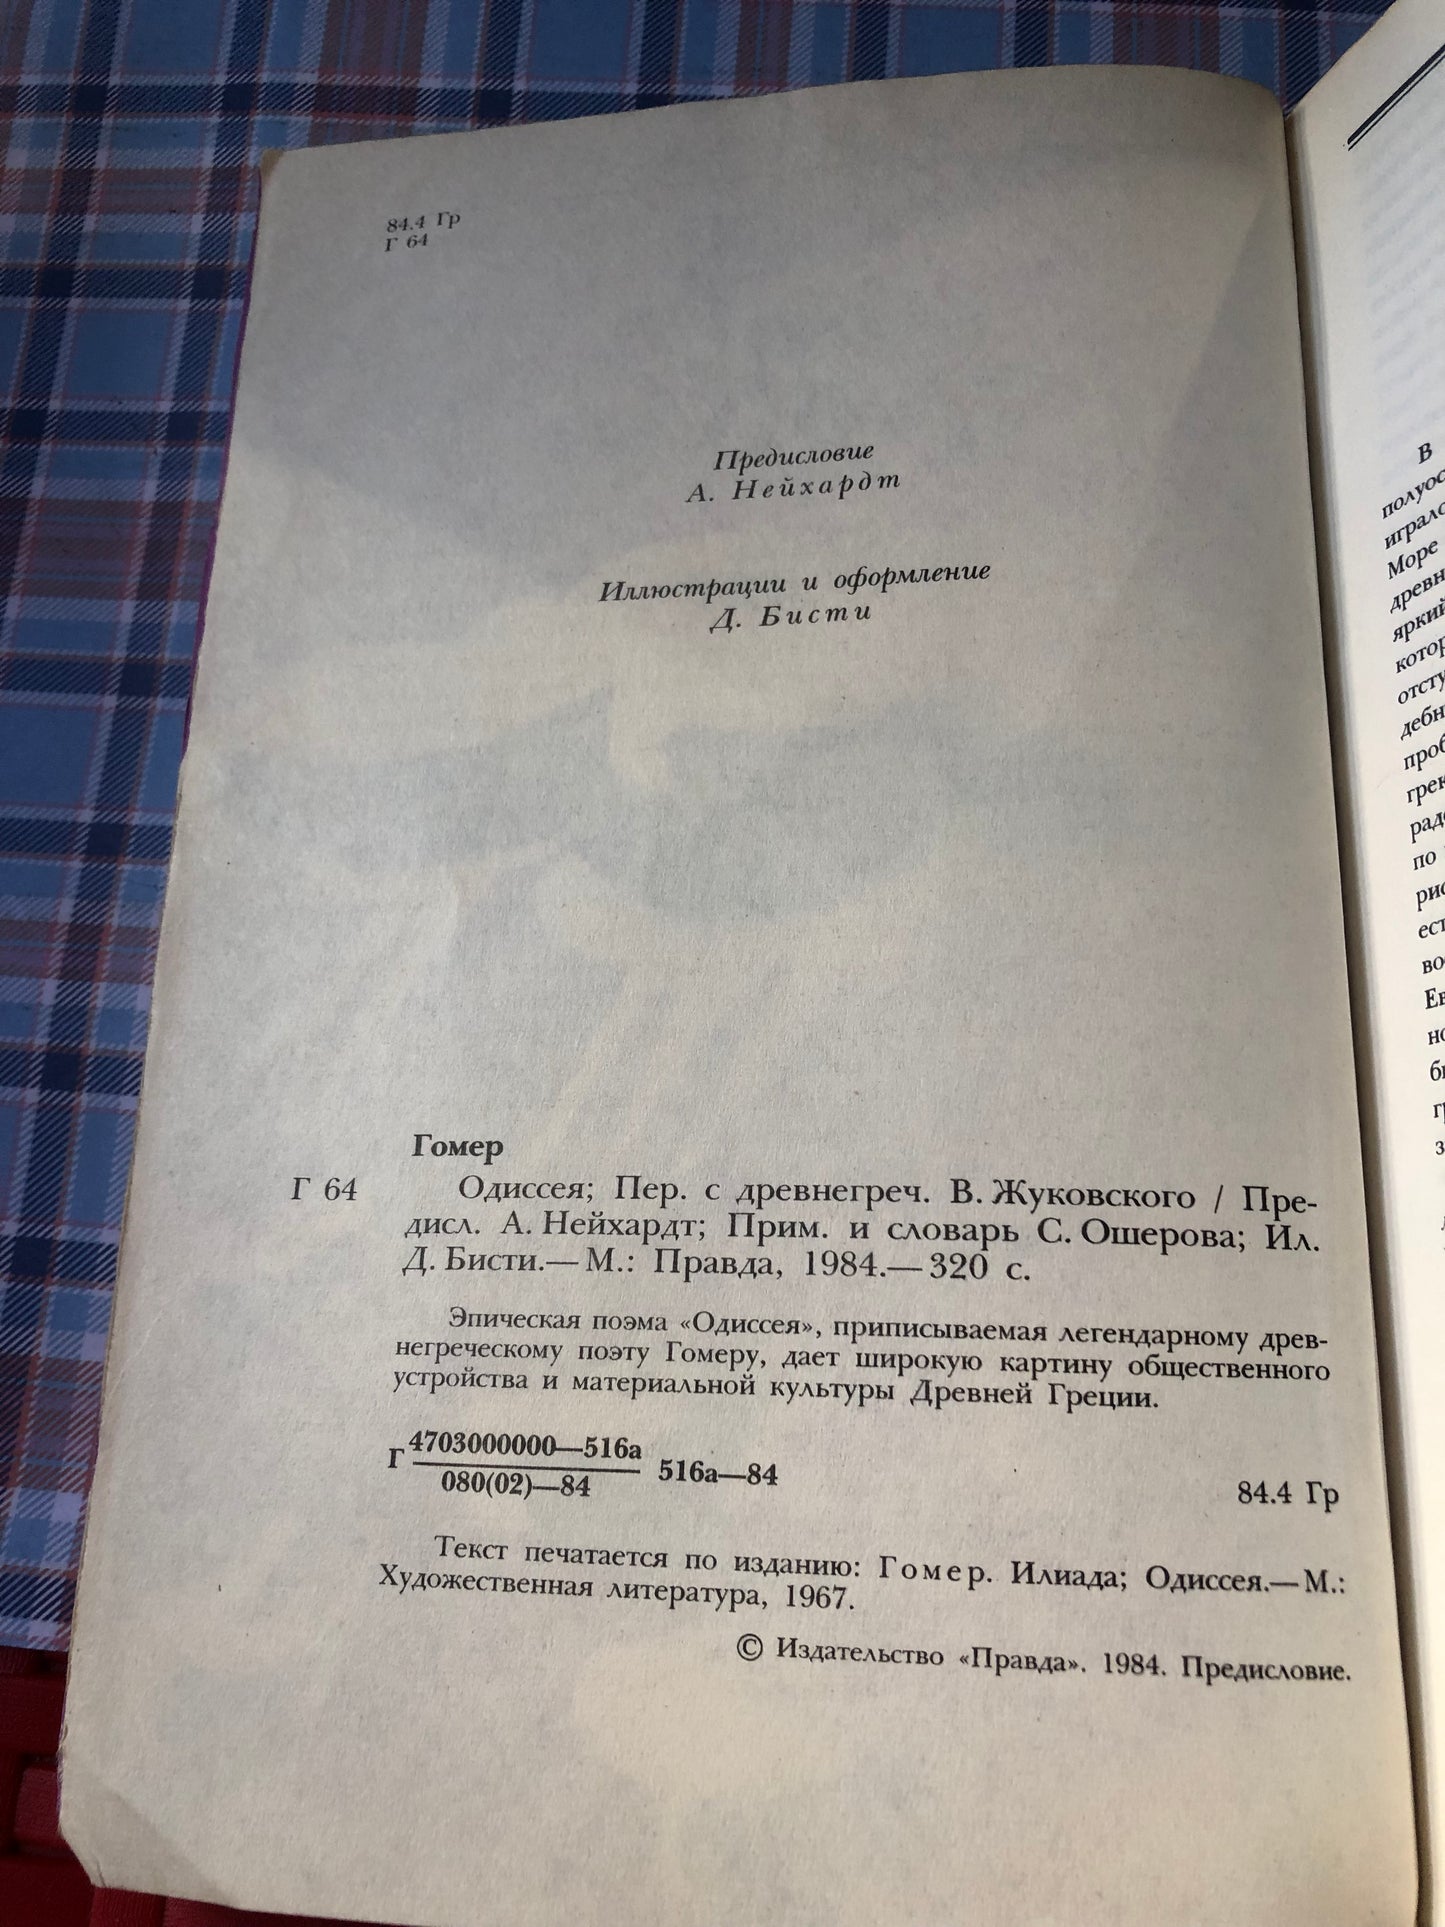 84.4 Гр
Г 64
Предисловие
А. Нейхардт
Иллюстрации и оформление
Д. Бисти
Гомер
Г 64 Одиссея; Пер. с древнегреч. В. Жуковского / Пре-
дисл. А. Нейхардт; Прим. и словарь С. Ошерова; Ил.
Д. Бисти.— М.: Правда, 1984.— 320 с.
Эпическая поэма «Одиссея», приписываемая легендарному древ-
негреческому поэту Гомеру, дает широкую картину общественного
устройства и материальной культуры Древней Греции.
Г 4703000000—516а
080(02)—84 516а—84
84.4 Гр
Текст печатается по изданию: Гомер. Илиада; Одиссея.— М.:
Художественная литература, 1967.
© Издательство «Правда». 1984. Предисловие.
В
Море
по